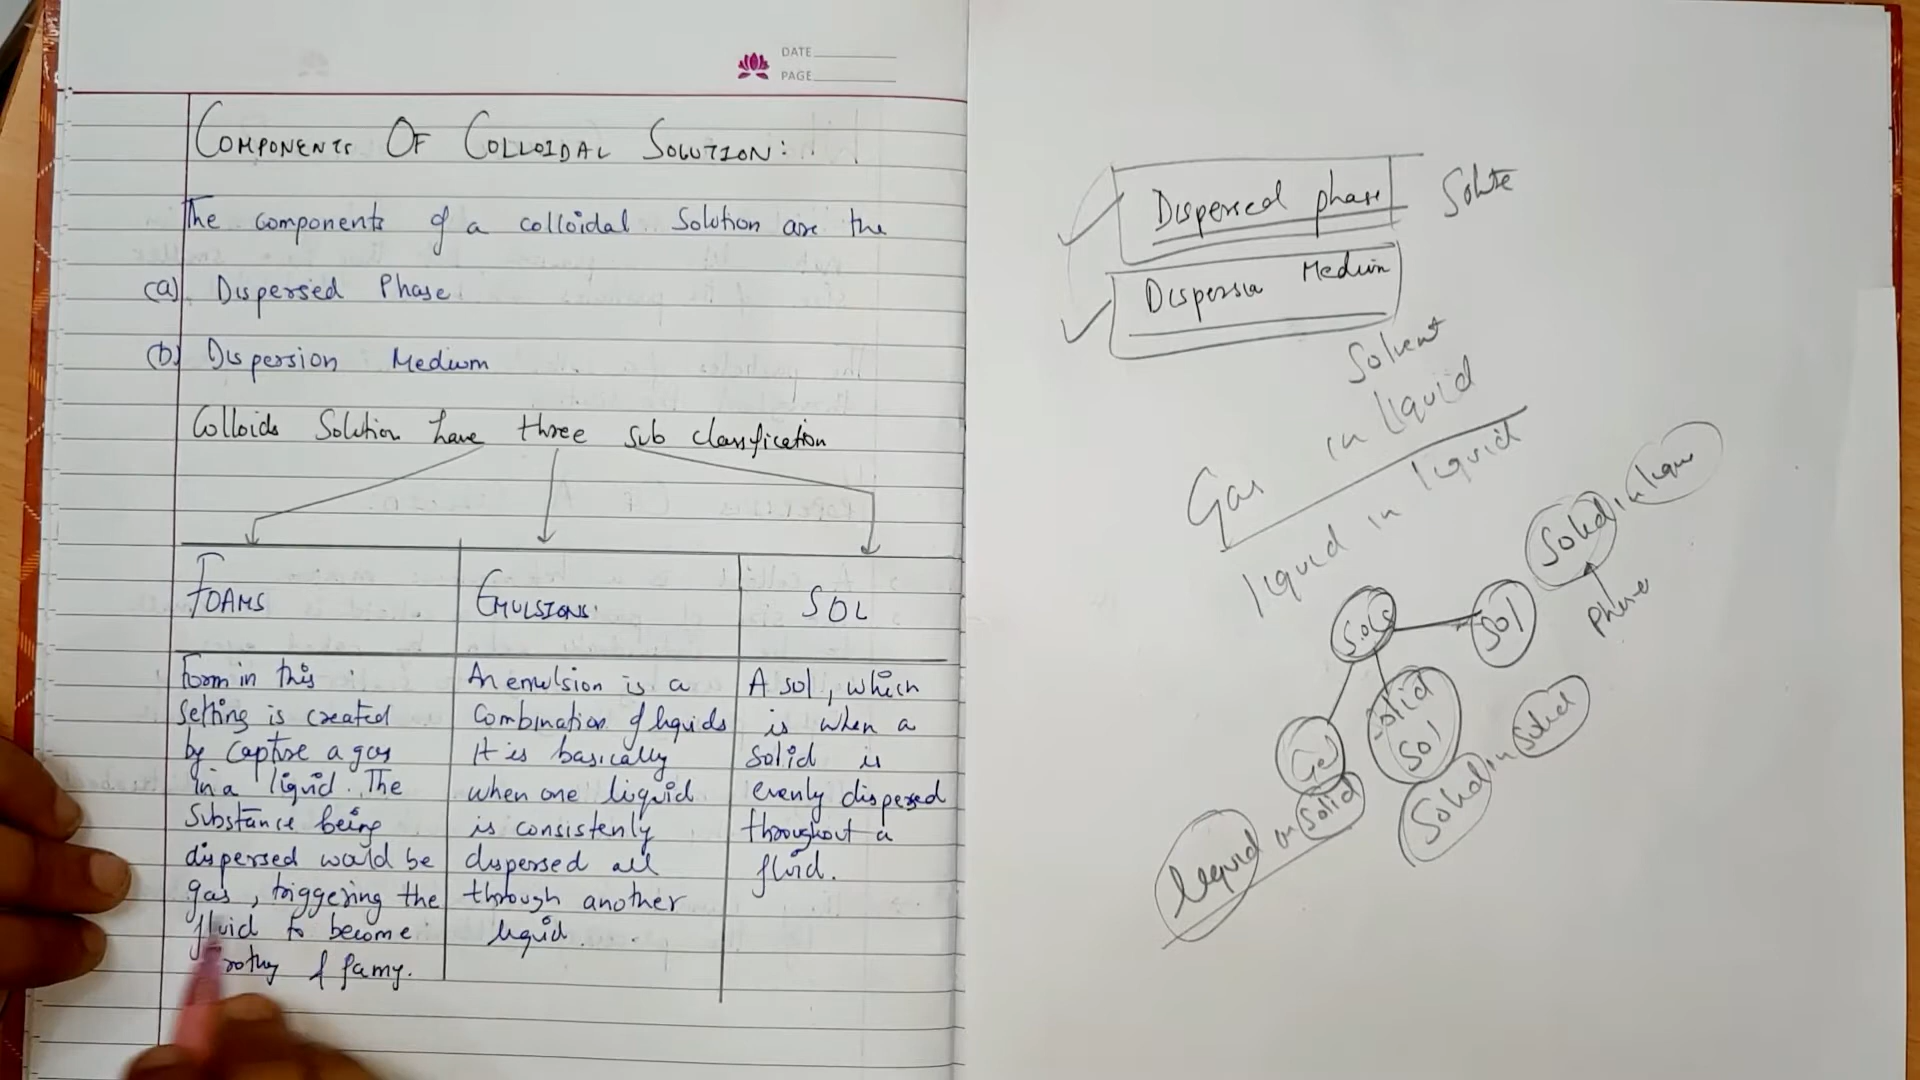 DATE
PAGE
COMPONENTS OF COLLOIDAL SOLUTION:
The components of a colloidal Solution are the
(a) Dispersed Phase
(b) Dispersion Medium
Colloids Solution have three sub classification
FOAMS
Form in this
setting is created
by capture a gas
in a liquid. The
Substance being
dispersed would be
gas, triggering the
fluid to become
rothy & famy.
EMULSIONS:
An emulsion is a
Combination of liquids
It is basically
when one liquid
is consistenly
dispersed all
through another
liquid.
SOL
A sol, which
is when a
solid is
evenly dispersed
throughout a
fluid.
Dispersed phase Solute
Dispersion Medium
Solvent
Gas in liquid
liquid in liquid
Solid in
phase
Sol
Solid
Sol
Solid in Solid
Gel
liquid in Solid